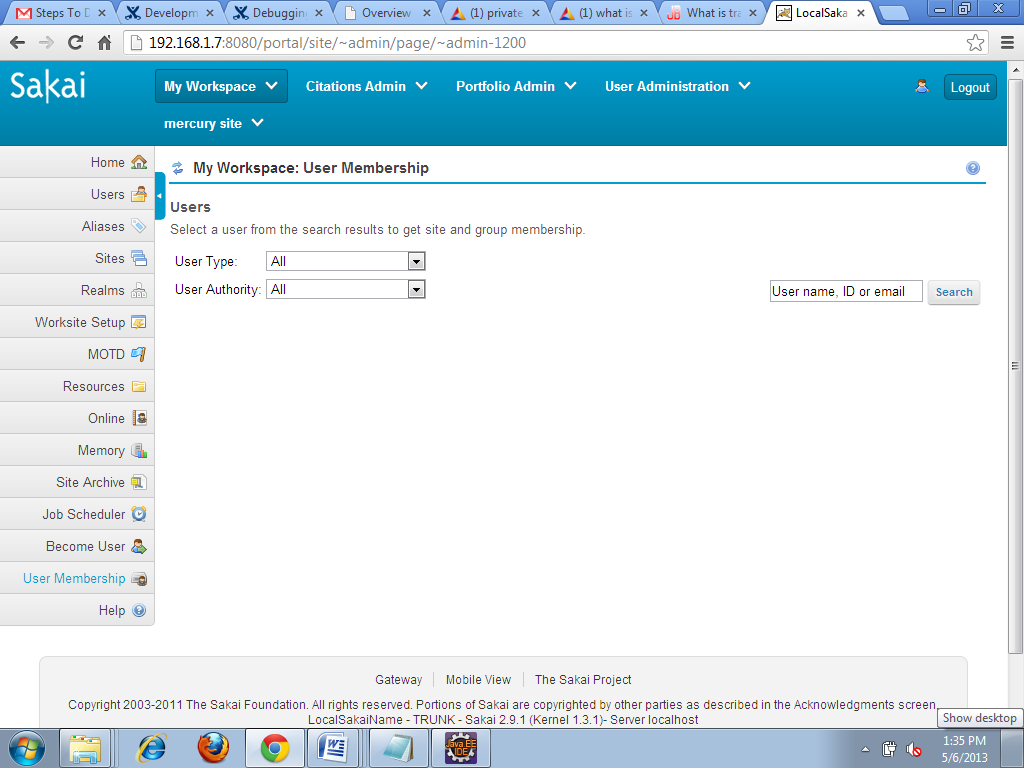 Steps To D
Developm
Debuggin
Overview
(1) private
(1) what is
What is tra
LocalSaka
192.168.1.7:8080/portal/site/~admin/page/~admin-1200
Sakai
My Workspace
Citations Admin
Portfolio Admin
User Administration
Logout
mercury site
Home
Users
Aliases
Sites
Realms
Worksite Setup
MOTD
Resources
Online
Memory
Site Archive
Job Scheduler
Become User
User Membership
Help
My Workspace: User Membership
Users
Select a user from the search results to get site and group membership.
User Type: All
User Authority: All
User name, ID or email Search
Gateway Mobile View The Sakai Project
Copyright 2003-2011 The Sakai Foundation. All rights reserved. Portions of Sakai are copyrighted by other parties as described in the Acknowledgments screen.
LocalSakaiName - TRUNK - Sakai 2.9.1 (Kernel 1.3.1)- Server localhost
Show desktop
Java EE
IDE
1:35 PM
5/6/2013